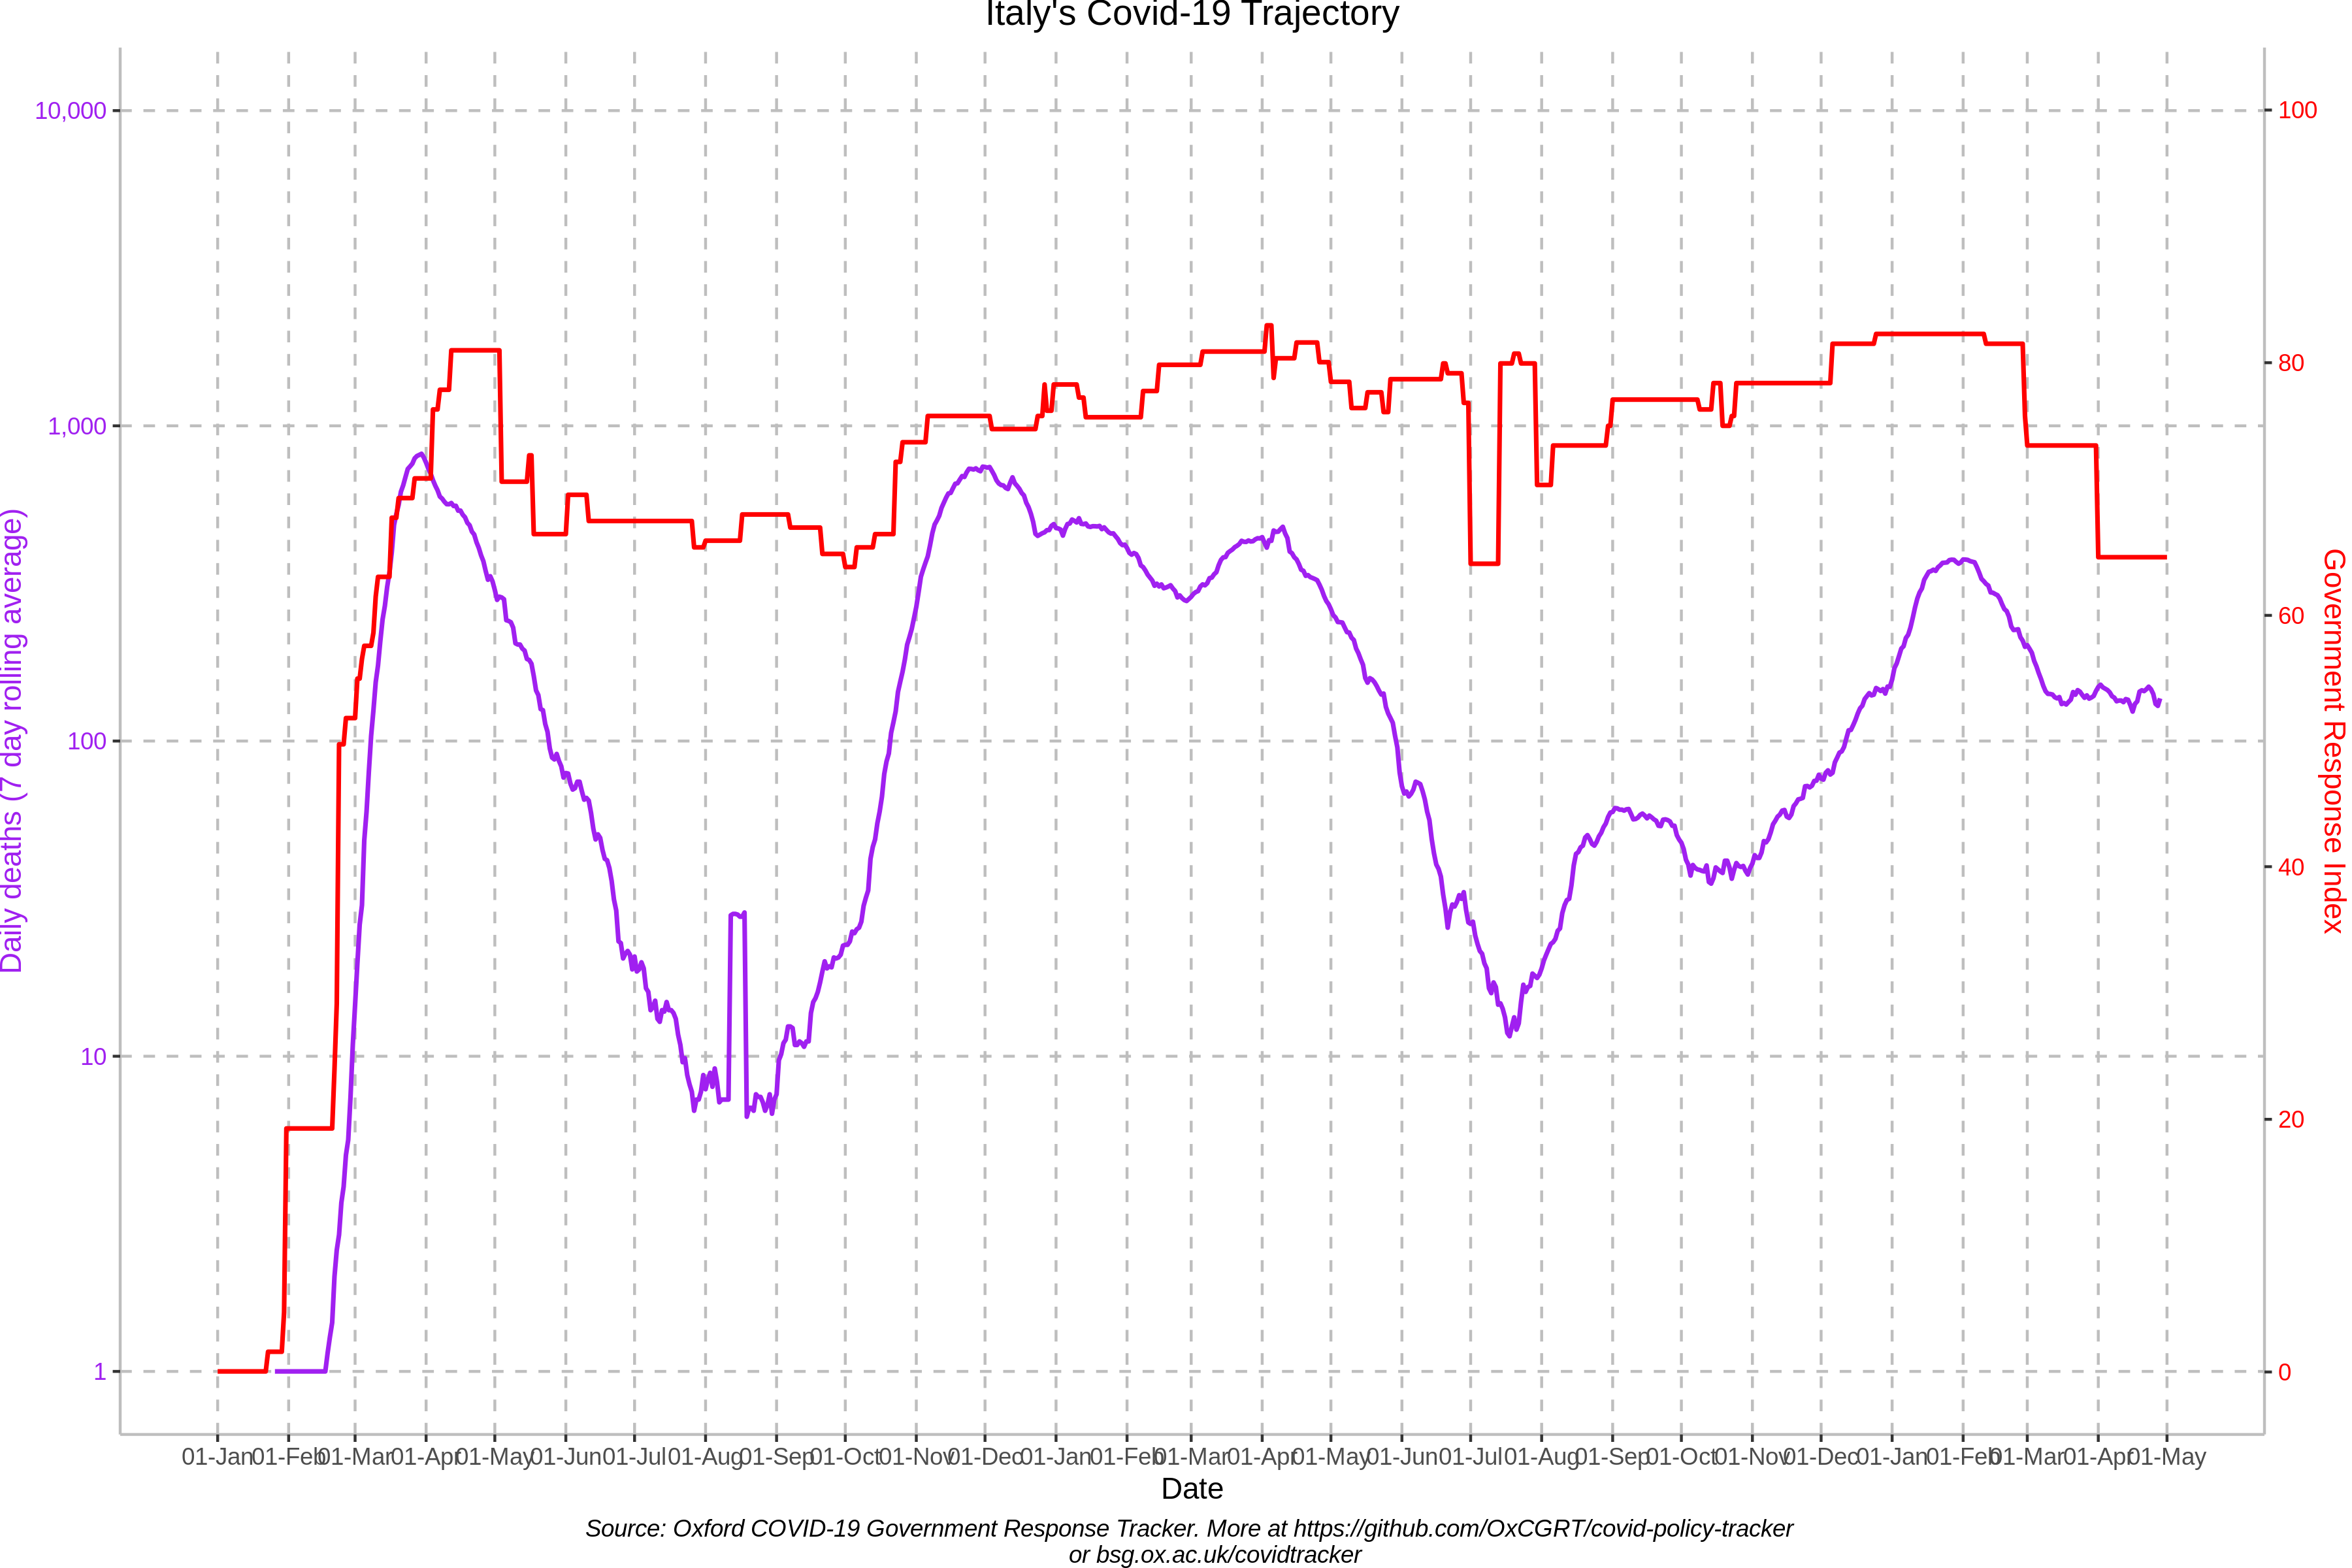 Italy's Covid-19 Trajectory
10,000
1,000
100
10
1
Daily deaths (7 day rolling average)
100
80
60
40
20
0
Government Response Index
01-Jan 01-Feb 01-Mar 01-Apr 01-May 01-Jun 01-Jul 01-Aug 01-Sep 01-Oct 01-Nov 01-Dec 01-Jan 01-Feb 01-Mar 01-Apr 01-May 01-Jun 01-Jul 01-Aug 01-Sep 01-Oct 01-Nov 01-Dec 01-Jan 01-Feb 01-Mar 01-Apr 01-May
Date
Source: Oxford COVID-19 Government Response Tracker. More at https://github.com/OxCGRT/covid-policy-tracker
or bsg.ox.ac.uk/covidtracker